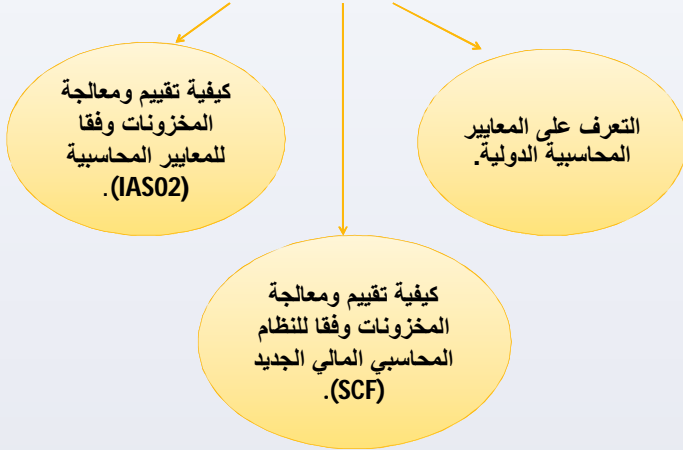 التعرف على المعايير
المحاسبية الدولية.
كيفية تقييم ومعالجة
المخزونات وفقا
للمعايير المحاسبية
(IAS02).
كيفية تقييم ومعالجة
المخزونات وفقا للنظام
المحاسبي المالي الجديد
(SCF).